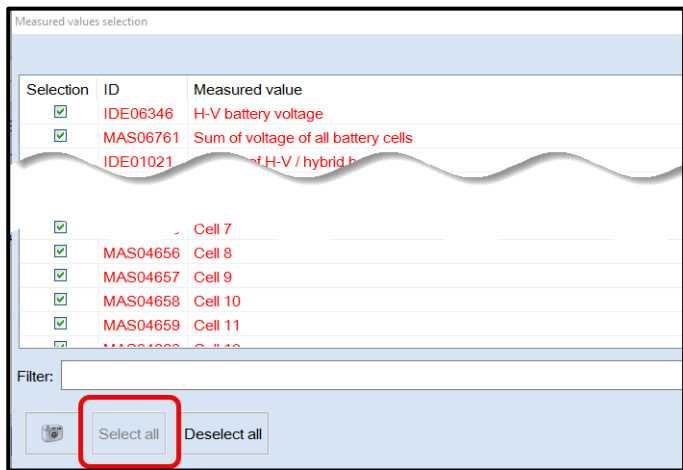 Measured values selection
Selection ID Measured value
IDE06346 H-V battery voltage
MAS06761 Sum of voltage of all battery cells
IDE01021 of H-V / hybrid
Cell 7
MAS04656 Cell 8
MAS04657 Cell 9
MAS04658 Cell 10
MAS04659 Cell 11
Filter:
Select all Deselect all